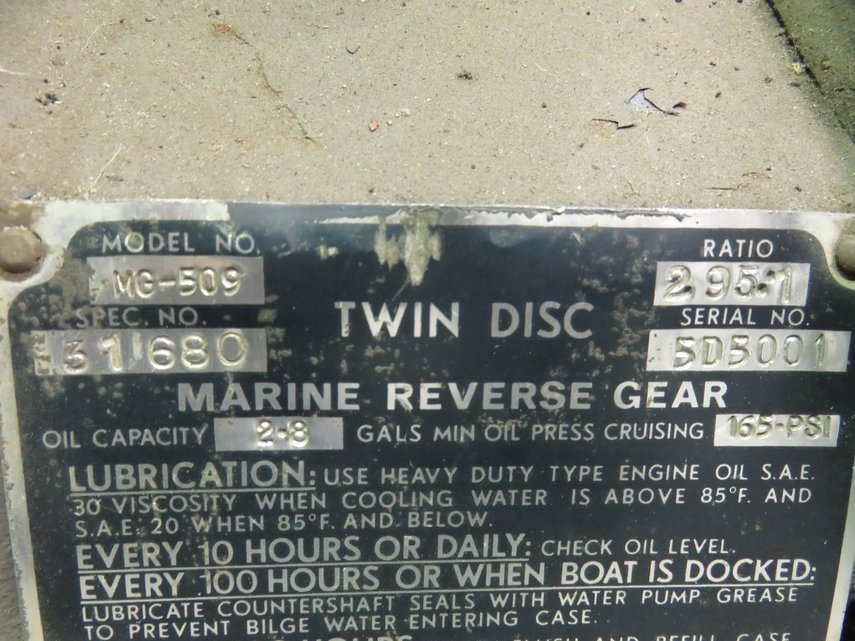 MODEL NO. RATIO
MG-509 2.95:1
TWIN DISC
SPEC. NO. SERIAL NO.
31680 5D5001
MARINE REVERSE GEAR
OIL CAPACITY 2-8 GALS MIN OIL PRESS CRUISING 165-PSI
LUBRICATION: USE HEAVY DUTY TYPE ENGINE OIL S.A.E.
30 VISCOSITY WHEN COOLING WATER IS ABOVE 85°F. AND
S.A.E. 20 WHEN 85°F. AND BELOW.
EVERY 10 HOURS OR DAILY: CHECK OIL LEVEL.
EVERY 100 HOURS OR WHEN BOAT IS DOCKED:
LUBRICATE COUNTERSHAFT SEALS WITH WATER PUMP GREASE
TO PREVENT BILGE WATER ENTERING CASE.
HOURS AND REFILL CASE